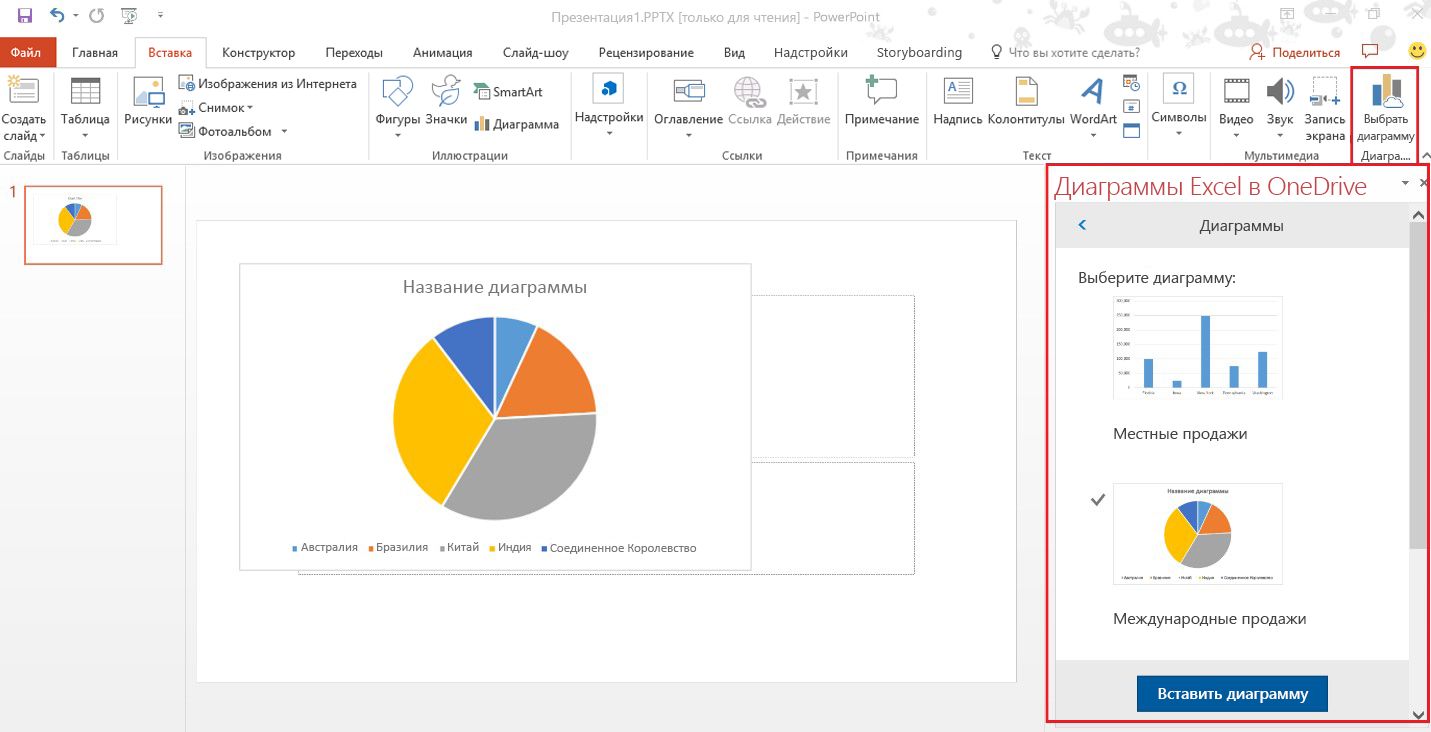 Презентация1.PPTX [только для чтения] - PowerPoint
Файл Главная Вставка Конструктор Переходы Анимация Слайд-шоу Рецензирование Вид Надстройки Storyboarding Что вы хотите сделать? Поделиться
Создать слайд
Таблица
Рисунки
Изображения из Интернета
Снимок
Фотоальбом
Фигуры
Значки
SmartArt
Диаграмма
Надстройки
Оглавление
Ссылка
Действие
Примечание
Надпись
Колонтитулы
WordArt
Символы
Видео
Звук
Запись экрана
Выбрать диаграмму
Слайды Таблицы Изображения Иллюстрации Ссылки Примечания Текст Мультимедиа Диагра....
1
Название диаграммы
Австралия Бразилия Китай Индия Соединенное Королевство
Диаграммы Excel в OneDrive
Диаграммы
Выберите диаграмму:
Местные продажи
Название диаграммы
Международные продажи
Вставить диаграмму